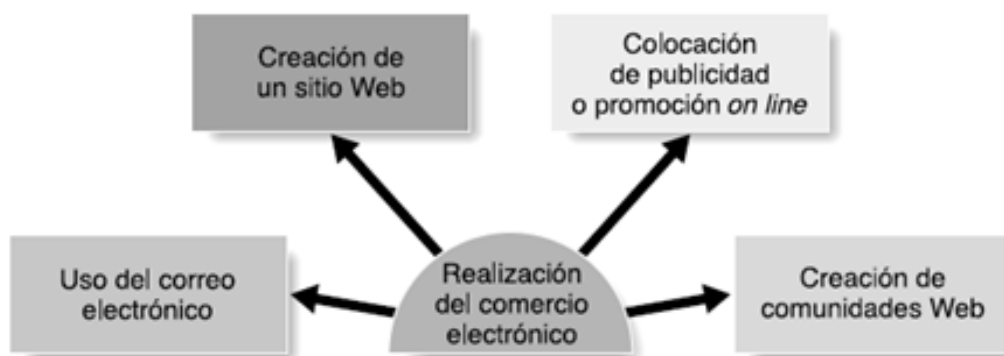 Creación de
un sitio Web
Colocación
de publicidad
o promoción on line
Uso del correo
electrónico
Realización
del comercio
electrónico
Creación de
comunidades Web